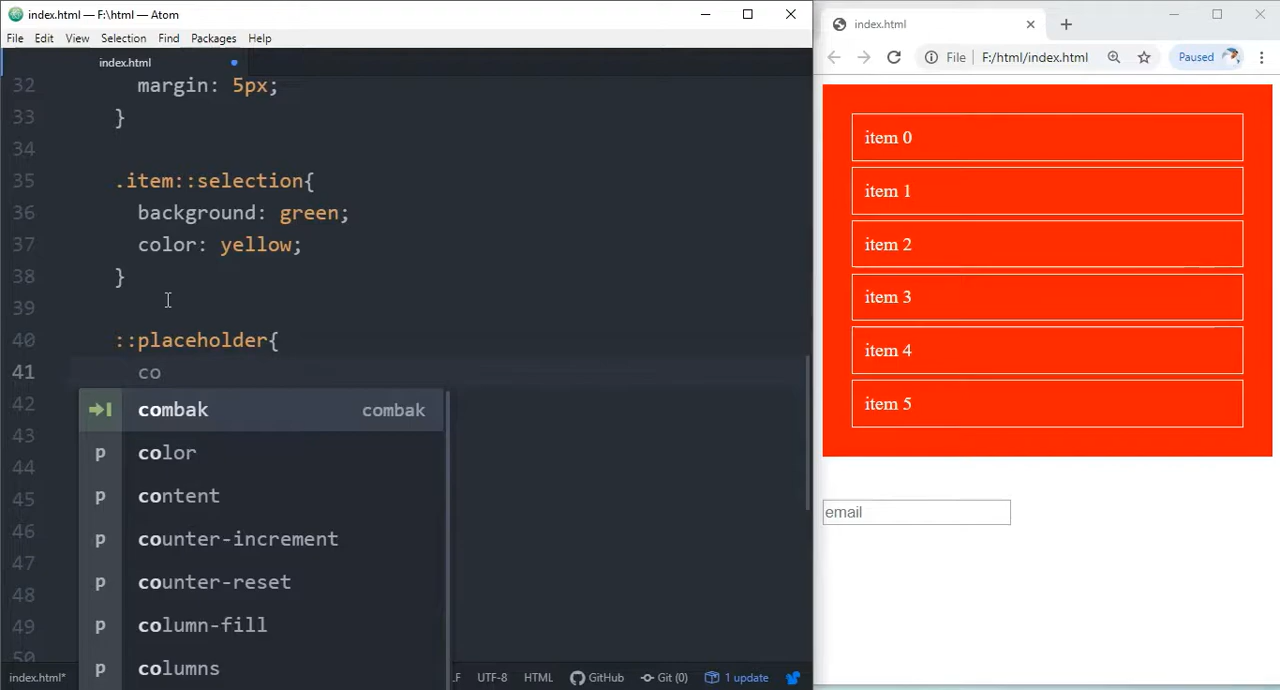 index.html — F:\html — Atom
File Edit View Selection Find Packages Help
index.html
32 margin: 5px;
33 }
34
35 .item::selection{
36 background: green;
37 color: yellow;
38 }
39
40 ::placeholder{
41 co
42 combak combak
43 color
44 content
45
46 counter-increment
47 counter-reset
48 column-fill
49
50 columns
index.html* LF UTF-8 HTML GitHub Git (0) 1 update
index.html
File F:/html/index.html Paused
item 0
item 1
item 2
item 3
item 4
item 5
email